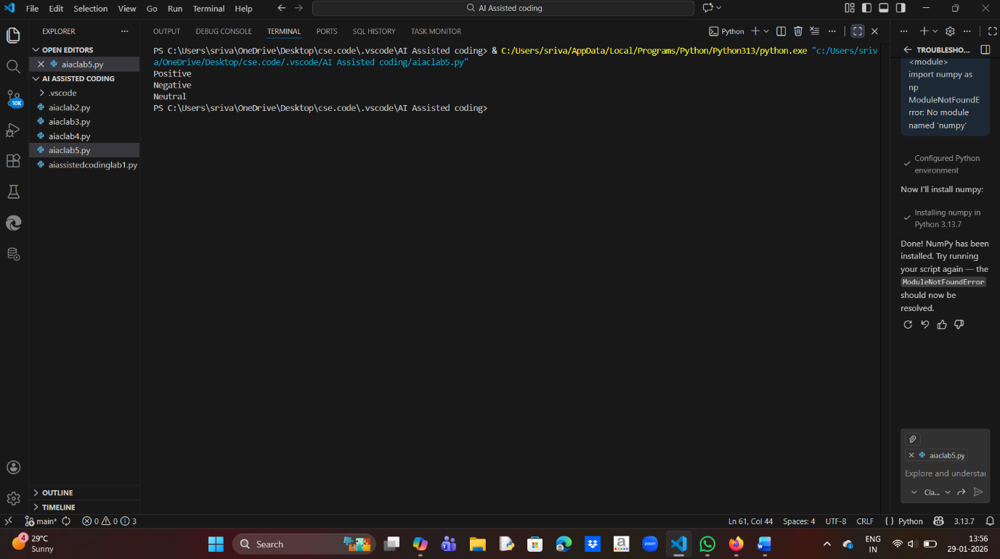 File Edit Selection View Go Run Terminal Help
AI Assisted coding
EXPLORER
OPEN EDITORS
aiaclab5.py
AI ASSISTED CODING
.vscode
aiaclab2.py
aiaclab3.py
aiaclab4.py
aiaclab5.py
aiassistedcodinglab1.py
OUTLINE
TIMELINE
10K
OUTPUT DEBUG CONSOLE TERMINAL PORTS SQL HISTORY TASK MONITOR
Python
PS C:\Users\sriva\OneDrive\Desktop\cse.code\.vscode\AI Assisted coding> & C:/Users/sriva/AppData/Local/Programs/Python/Python313/python.exe "c:/Users/sriv
a/OneDrive/Desktop/cse.code/.vscode/AI Assisted coding/aiaclab5.py"
Positive
Negative
Neutral
PS C:\Users\sriva\OneDrive\Desktop\cse.code\.vscode\AI Assisted coding>
TROUBLESHO...
<module>
import numpy as
np
ModuleNotFoundE
rror: No module
named 'numpy'
Configured Python
environment
Now I'll install numpy:
Installing numpy in
Python 3.13.7
Done! NumPy has been
installed. Try running
your script again — the
ModuleNotFoundError
should now be
resolved.
aiaclab5.py
Explore and understa
Cla...
main* 0 0 3
Ln 61, Col 44 Spaces: 4 UTF-8 CRLF { } Python 3.13.7
4
29°C
Sunny
Search
a
zoom
W
ENG
IN
13:56
29-01-2026